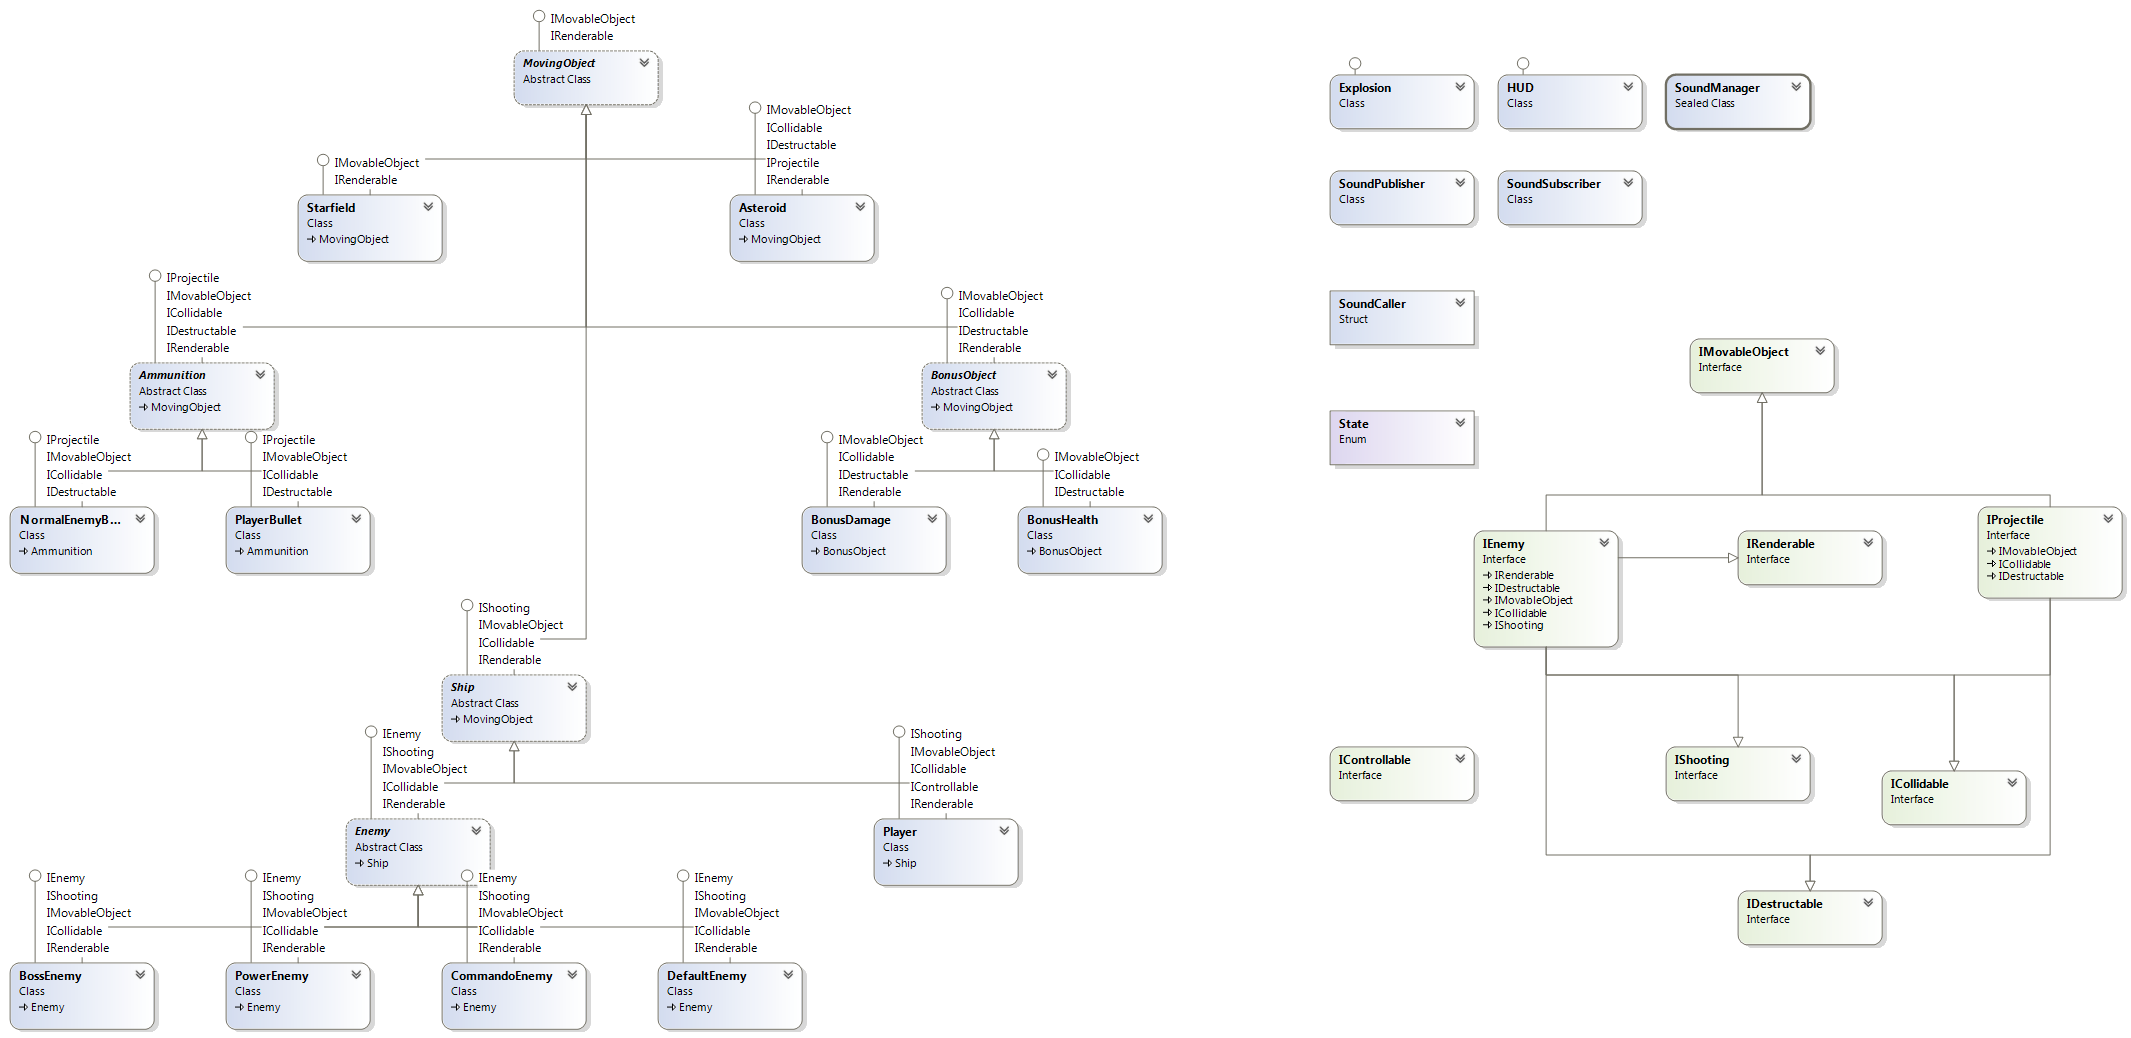 IMovableObject
IRenderable
MovingObject
Abstract Class
IMovableObject
IRenderable
Starfield
Class
MovingObject
IMovableObject
ICollidable
IDestructable
IProjectile
IRenderable
Asteroid
Class
MovingObject
IProjectile
IMovableObject
ICollidable
IDestructable
IRenderable
Ammunition
Abstract Class
MovingObject
IMovableObject
ICollidable
IDestructable
IRenderable
BonusObject
Abstract Class
MovingObject
IProjectile
IMovableObject
ICollidable
IDestructable
NormalEnemyB...
Class
Ammunition
IProjectile
IMovableObject
ICollidable
IDestructable
PlayerBullet
Class
Ammunition
IMovableObject
ICollidable
IDestructable
IRenderable
BonusDamage
Class
BonusObject
IMovableObject
ICollidable
IDestructable
BonusHealth
Class
BonusObject
IShooting
IMovableObject
ICollidable
IRenderable
Ship
Abstract Class
MovingObject
IEnemy
IShooting
IMovableObject
ICollidable
IRenderable
Enemy
Abstract Class
Ship
IShooting
IMovableObject
ICollidable
IControllable
IRenderable
Player
Class
Ship
IEnemy
IShooting
IMovableObject
ICollidable
IRenderable
BossEnemy
Class
Enemy
IEnemy
IShooting
IMovableObject
ICollidable
IRenderable
PowerEnemy
Class
Enemy
IEnemy
IShooting
IMovableObject
ICollidable
IRenderable
CommandoEnemy
Class
Enemy
IEnemy
IShooting
IMovableObject
ICollidable
IRenderable
DefaultEnemy
Class
Enemy
Explosion
Class
HUD
Class
SoundManager
Sealed Class
SoundPublisher
Class
SoundSubscriber
Class
SoundCaller
Struct
State
Enum
IMovableObject
Interface
IEnemy
Interface
IRenderable
IDestructable
IMovableObject
ICollidable
IShooting
IRenderable
Interface
IProjectile
Interface
IMovableObject
ICollidable
IDestructable
IControllable
Interface
IShooting
Interface
ICollidable
Interface
IDestructable
Interface